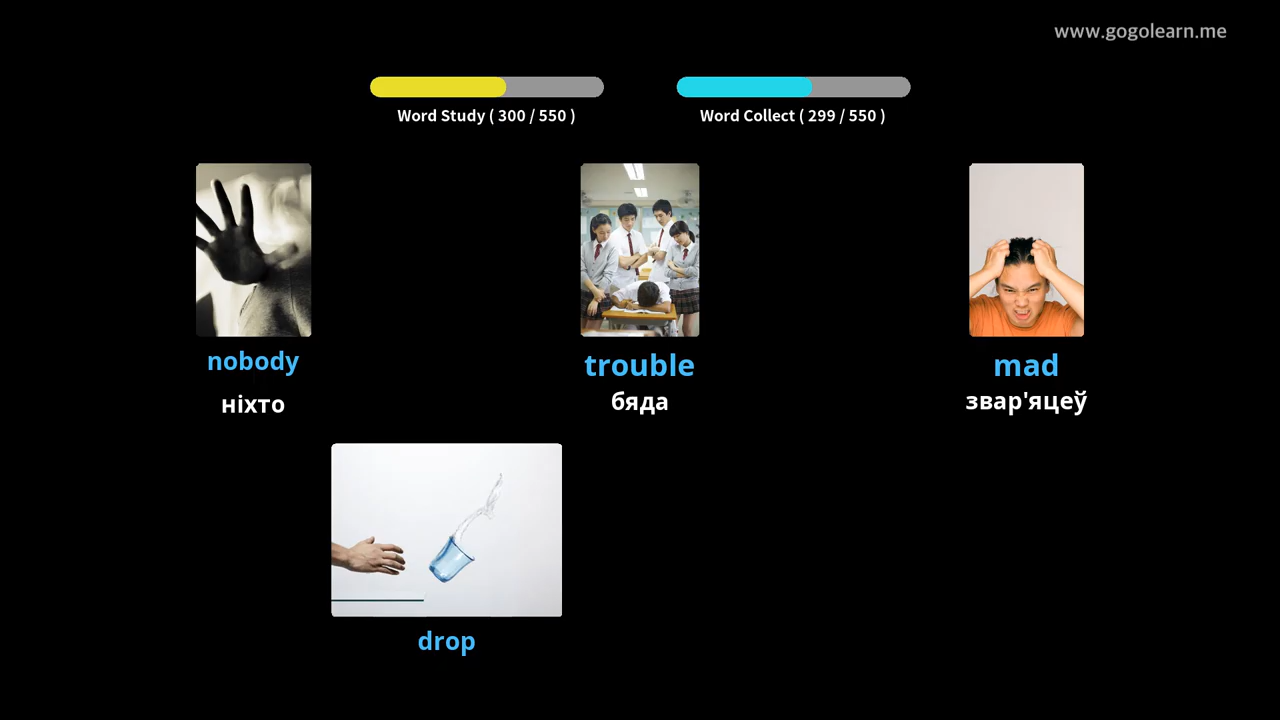 www.gogolearn.me
Word Study ( 300 / 550 )
Word Collect ( 299 / 550 )
nobody
ніхто
trouble
бяда
mad
звар'яцеў
drop